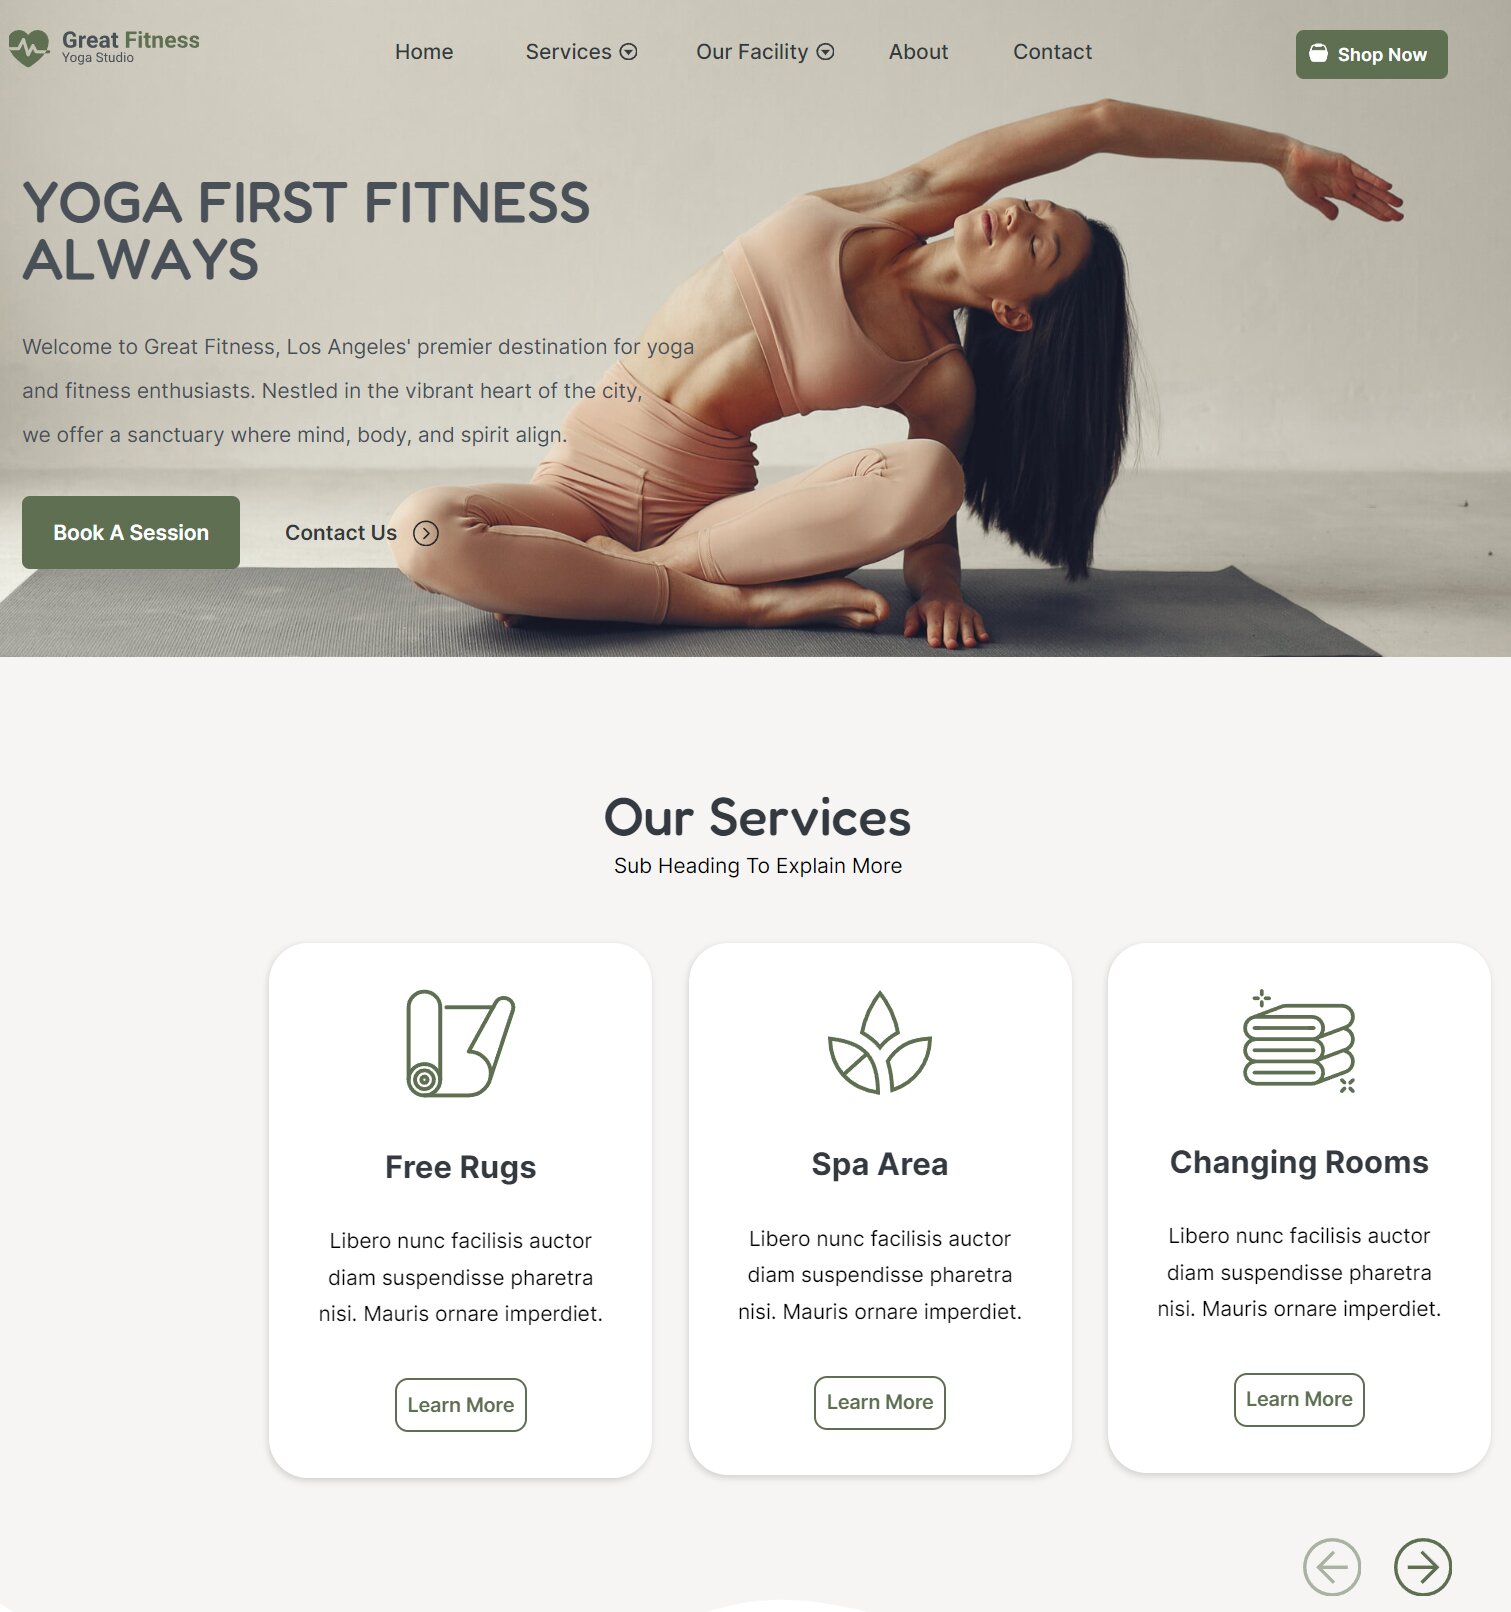 Great Fitness
Yoga Studio
Home
Services
Our Facility
About
Contact
Shop Now
YOGA FIRST FITNESS
ALWAYS
Welcome to Great Fitness, Los Angeles' premier destination for yoga
and fitness enthusiasts. Nestled in the vibrant heart of the city,
we offer a sanctuary where mind, body, and spirit align.
Book A Session
Contact Us
Our Services
Sub Heading To Explain More
Free Rugs
Libero nunc facilisis auctor
diam suspendisse pharetra
nisi. Mauris ornare imperdiet.
Learn More
Spa Area
Libero nunc facilisis auctor
diam suspendisse pharetra
nisi. Mauris ornare imperdiet.
Learn More
Changing Rooms
Libero nunc facilisis auctor
diam suspendisse pharetra
nisi. Mauris ornare imperdiet.
Learn More